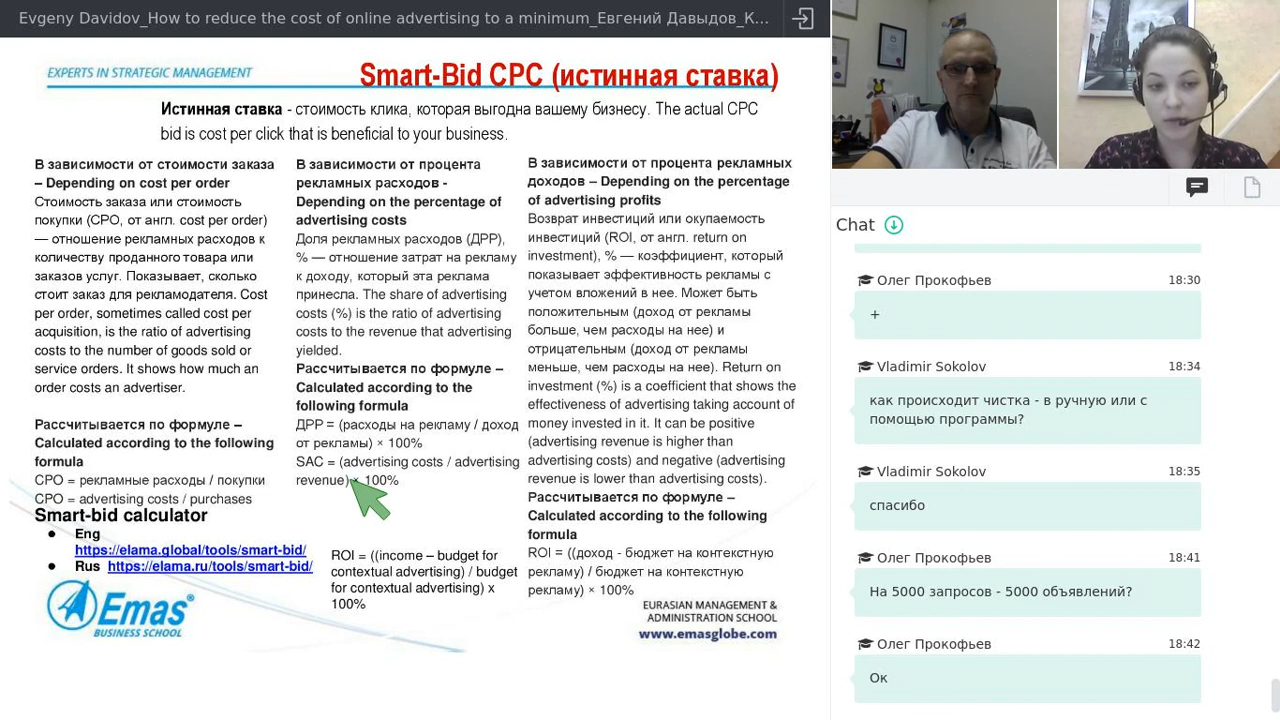 Evgeny Davidov_How to reduce the cost of online advertising to a minimum_Евгений Давыдов_К...
EXPERTS IN STRATEGIC MANAGEMENT
Smart-Bid CPC (истинная ставка)
Истинная ставка - стоимость клика, которая выгодна вашему бизнесу. The actual CPC
bid is cost per click that is beneficial to your business.
В зависимости от стоимости заказа
– Depending on cost per order
Стоимость заказа или стоимость
покупки (CPO, от англ. cost per order)
— отношение рекламных расходов к
количеству проданного товара или
заказов услуг. Показывает, сколько
стоит заказ для рекламодателя. Cost
per order, sometimes called cost per
acquisition, is the ratio of advertising
costs to the number of goods sold or
service orders. It shows how much an
order costs an advertiser.
Рассчитывается по формуле –
Calculated according to the following
formula
CPO = рекламные расходы / покупки
CPO = advertising costs / purchases
Smart-bid calculator
● Eng
https://elama.global/tools/smart-bid/
● Rus https://elama.ru/tools/smart-bid/
В зависимости от процента
рекламных расходов -
Depending on the percentage of
advertising costs
Доля рекламных расходов (ДРР),
% — отношение затрат на рекламу
к доходу, который эта реклама
принесла. The share of advertising
costs (%) is the ratio of advertising
costs to the revenue that advertising
yielded.
Рассчитывается по формуле –
Calculated according to the
following formula
ДРР = (расходы на рекламу / доход
от рекламы) × 100%
SAC = (advertising costs / advertising
revenue) × 100%
ROI = ((income – budget for
contextual advertising) / budget
for contextual advertising) x
100%
В зависимости от процента рекламных
доходов – Depending on the percentage
of advertising profits
Возврат инвестиций или окупаемость
инвестиций (ROI, от англ. return on
investment), % — коэффициент, который
показывает эффективность рекламы с
учетом вложений в нее. Может быть
положительным (доход от рекламы
больше, чем расходы на нее) и
отрицательным (доход от рекламы
меньше, чем расходы на нее). Return on
investment (%) is a coefficient that shows the
effectiveness of advertising taking account of
money invested in it. It can be positive
(advertising revenue is higher than
advertising costs) and negative (advertising
revenue is lower than advertising costs).
Рассчитывается по формуле –
Calculated according to the following
formula
ROI = ((доход - бюджет на контекстную
рекламу) / бюджет на контекстную
рекламу) × 100%
Emas®
BUSINESS SCHOOL
EURASIAN MANAGEMENT &
ADMINISTRATION SCHOOL
www.emasglobe.com
Chat
Олег Прокофьев 18:30
+
Vladimir Sokolov 18:34
как происходит чистка - в ручную или с
помощью программы?
Vladimir Sokolov 18:35
спасибо
Олег Прокофьев 18:41
На 5000 запросов - 5000 объявлений?
Олег Прокофьев 18:42
Ок